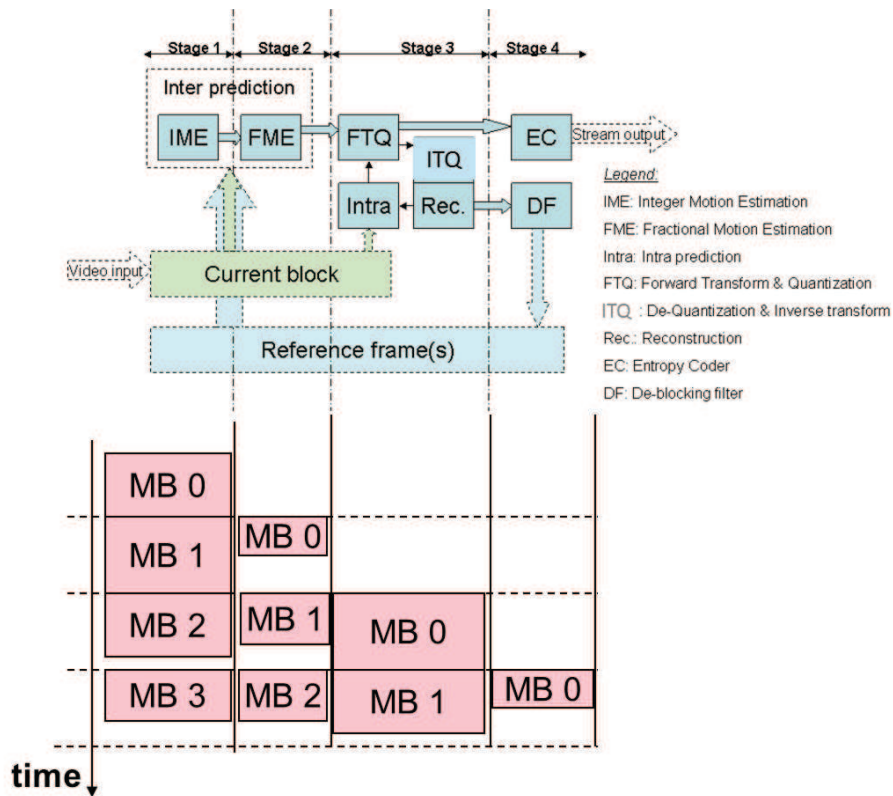 Stage 1 Stage 2 Stage 3 Stage 4
Inter prediction
IME FME FTQ EC Stream output
ITQ
Intra Rec. DF
Video input
Current block
Reference frame(s)
Legend:
IME: Integer Motion Estimation
FME: Fractional Motion Estimation
Intra: Intra prediction
FTQ: Forward Transform & Quantization
ITQ : De-Quantization & Inverse transform
Rec.: Reconstruction
EC: Entropy Coder
DF: De-blocking filter
MB 0
MB 1 MB 0
MB 2 MB 1 MB 0
MB 3 MB 2 MB 1 MB 0
time